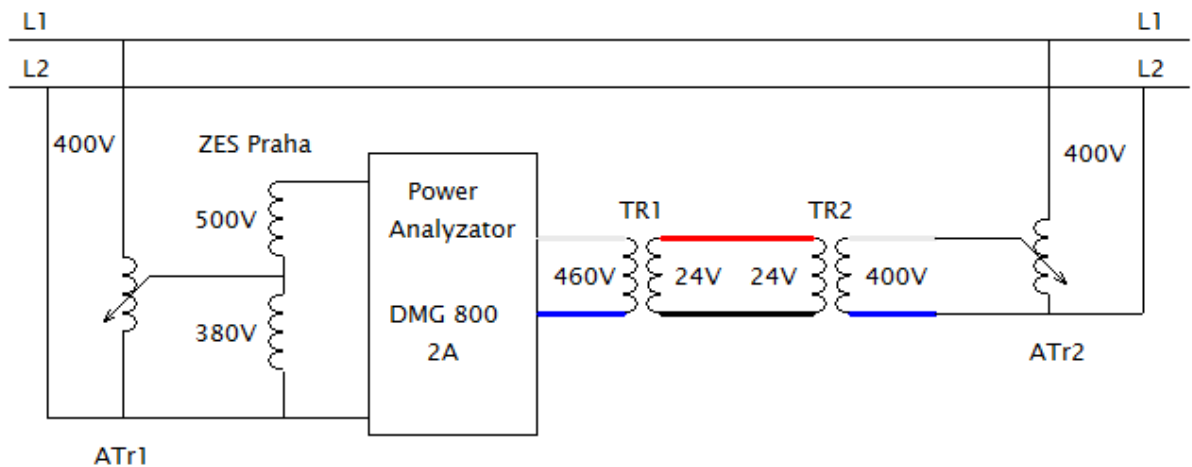 L1
L1
L2
L2
400V
ZES Praha
400V
500V
Power
Analyzator
TR1
TR2
460V
24V
24V
400V
380V
DMG 800
2A
ATr2
ATr1